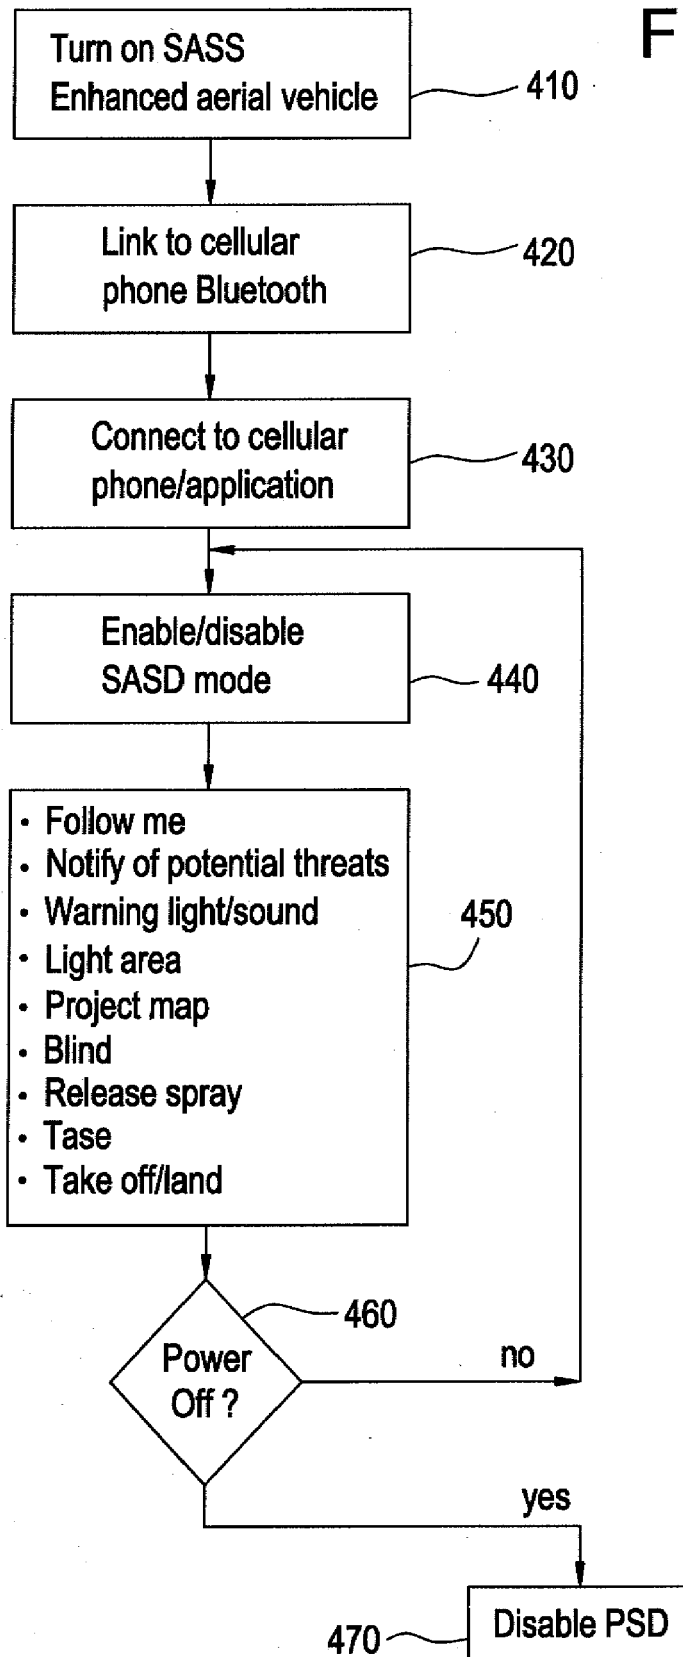 F
Turn on SASS
Enhanced aerial vehicle
410
Link to cellular
phone Bluetooth
420
Connect to cellular
phone/application
430
Enable/disable
SASD mode
440
• Follow me
• Notify of potential threats
• Warning light/sound
• Light area
• Project map
• Blind
• Release spray
• Tase
• Take off/land
450
Power
Off ?
460
no
yes
Disable PSD
470